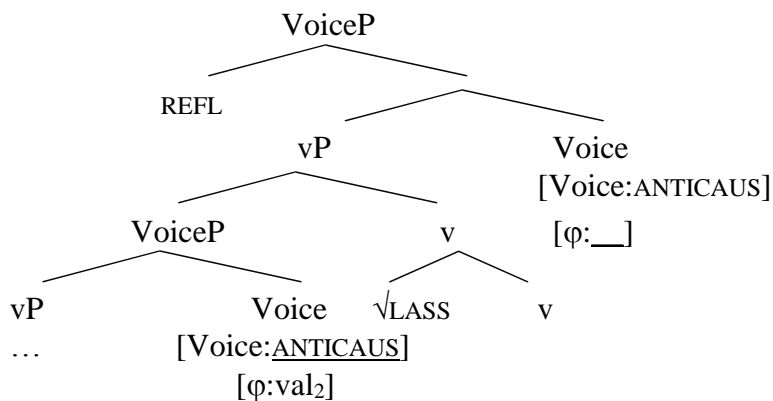 VoiceP
REFL
vP Voice
[Voice:ANTICAUS]
VoiceP v [φ:__]
vP Voice √LASS v
… [Voice:ANTICAUS]
[φ:val₂]